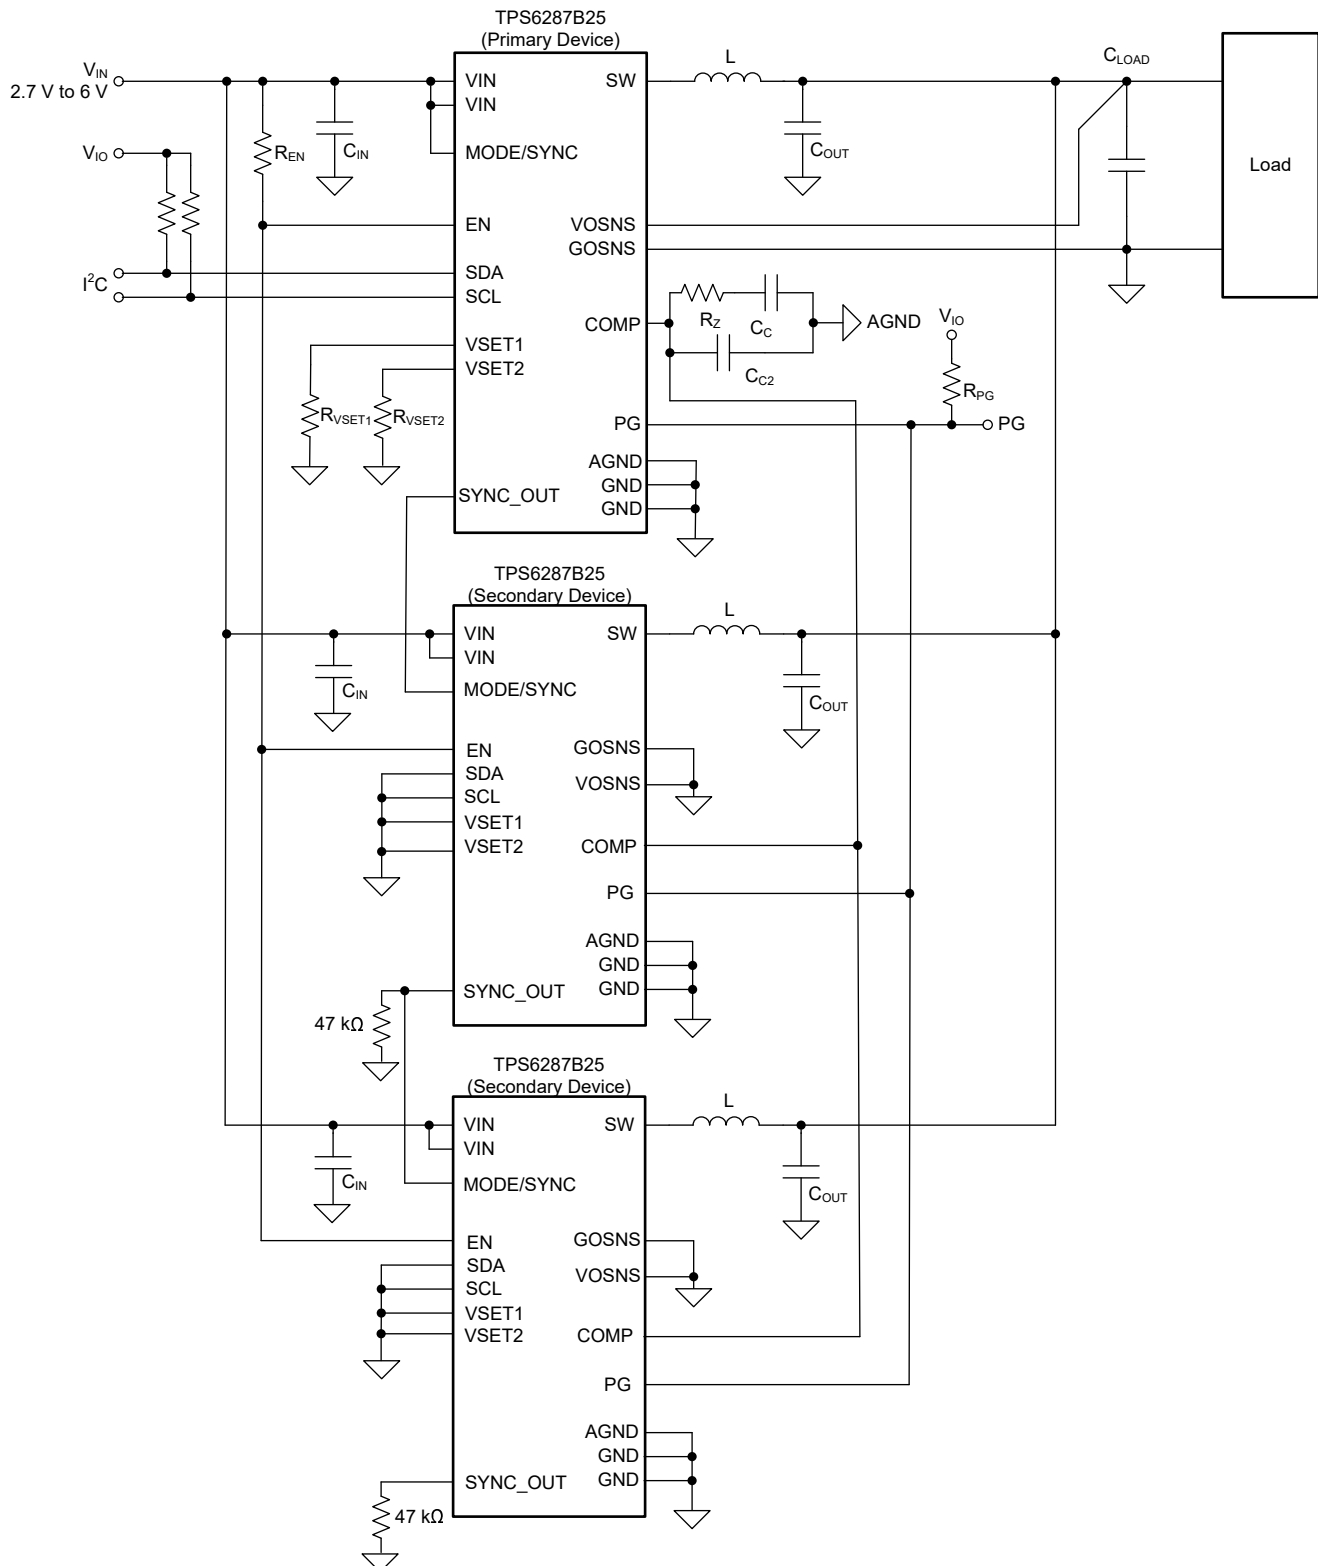 TPS6287B25
(Primary Device)
V_IN
2.7 V to 6 V
V_IO
I²C
R_EN
C_IN
R_VSET1
R_VSET2
VIN
VIN
MODE/SYNC
EN
SDA
SCL
VSET1
VSET2
SYNC_OUT
SW
VOSNS
GOSNS
COMP
PG
AGND
GND
GND
L
C_OUT
C_LOAD
Load
R_Z
C_C
C_C2
AGND
V_IO
R_PG
PG
TPS6287B25
(Secondary Device)
C_IN
VIN
VIN
MODE/SYNC
EN
SDA
SCL
VSET1
VSET2
SYNC_OUT
47 kΩ
SW
GOSNS
VOSNS
COMP
PG
AGND
GND
GND
L
C_OUT
TPS6287B25
(Secondary Device)
C_IN
VIN
VIN
MODE/SYNC
EN
SDA
SCL
VSET1
VSET2
SYNC_OUT
47 kΩ
SW
GOSNS
VOSNS
COMP
PG
AGND
GND
GND
L
C_OUT